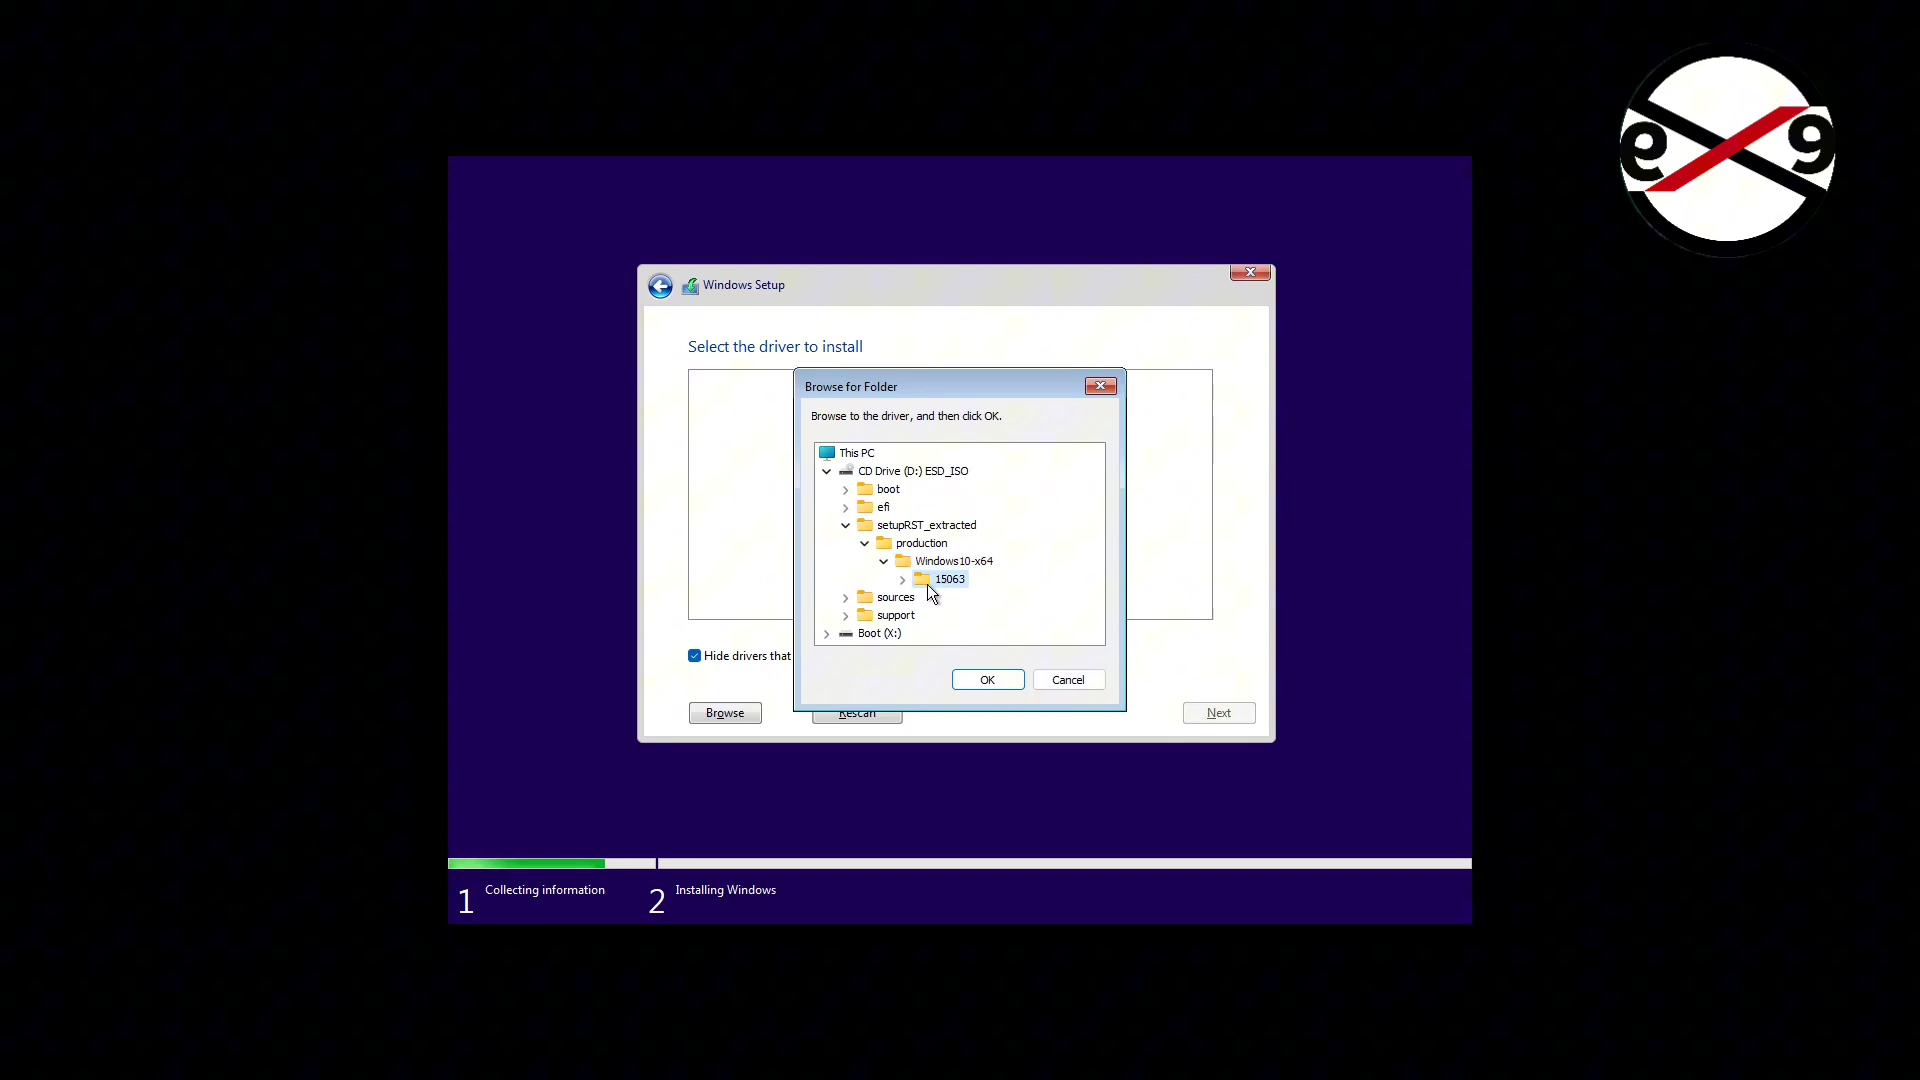 e9
Windows Setup
Select the driver to install
Browse for Folder
Browse to the driver, and then click OK.
This PC
CD Drive (D:) ESD_ISO
boot
efi
setupRST_extracted
production
Windows10-x64
15063
sources
support
Boot (X:)
Hide drivers that
OK
Cancel
Browse
Rescan
Next
1 Collecting information
2 Installing Windows